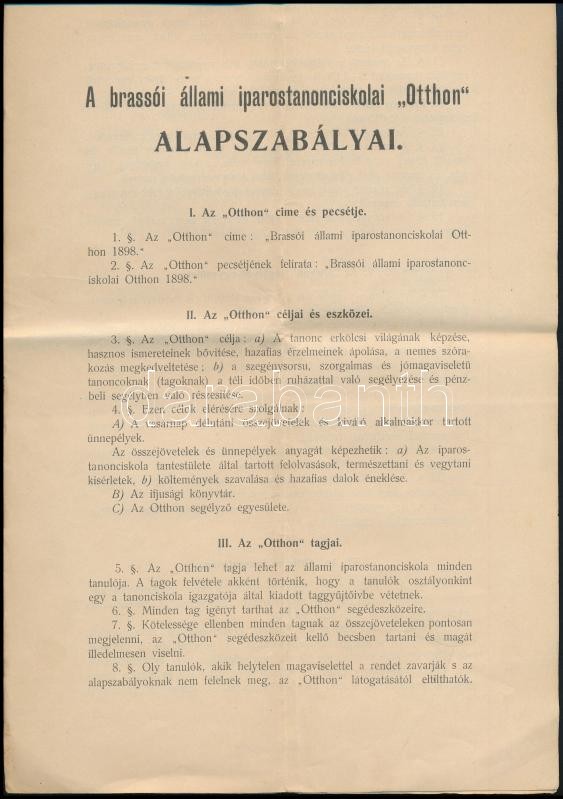 A brassói állami iparostanonciskolai „Otthon“
ALAPSZABÁLYAI.
I. Az „Otthon“ cime és pecsétje.
1. §. Az „Otthon“ cime : „Brassói állami iparostanonciskolai Ott-
hon 1898.“
2. §. Az „Otthon“ pecsétjének felirata : „Brassói állami iparostanonc-
iskolai Otthon 1898.“
II. Az „Otthon“ céljai és eszközei.
3. §. Az „Otthon“ célja : a) A tanonc erkölcsi világának képzése,
hasznos ismereteinek bővitése, hazafias érzelmeinek ápolása, a nemes szóra-
kozás megkedveltetése ; b) a szegénysorsu, szorgalmas és jómagaviseletü
tanoncoknak (tagoknak) a téli időben ruházattal való segélyezése és pénz-
beli segélyben való részesitése.
4. §. Ezen célok elérésére szolgálnak :
A) A vasárnap délutáni összejövetelek és kiváló alkalmakkor tartott
ünnepélyek.
Az összejövetelek és ünnepélyek anyagát képezhetik : a) Az iparos-
tanonciskola tantestülete által tartott felolvasások, természettani és vegytani
kisérletek, b) költemények szavalása és hazafias dalok éneklése.
B) Az ifjusági könyvtár.
C) Az Otthon segélyző egyesülete.
III. Az „Otthon“ tagjai.
5. §. Az „Otthon“ tagja lehet az állami iparostanonciskola minden
tanulója. A tagok felvétele akként történik, hogy a tanulók osztályonkint
egy a tanonciskola igazgatója által kiadott taggyűjtőivbe vétetnek.
6. §. Minden tag igényt tarthat az „Otthon“ segédeszközeire.
7. §. Kötelessége ellenben minden tagnak az összejöveteleken pontosan
megjelenni, az „Otthon“ segédeszközeit kellő becsben tartani és magát
illedelmesen viselni.
8. §. Oly tanulók, akik helytelen magaviselettel a rendet zavarják s az
alapszabályoknak nem felelnek meg, az „Otthon“ látogatásától eltilthatók.
darabanth